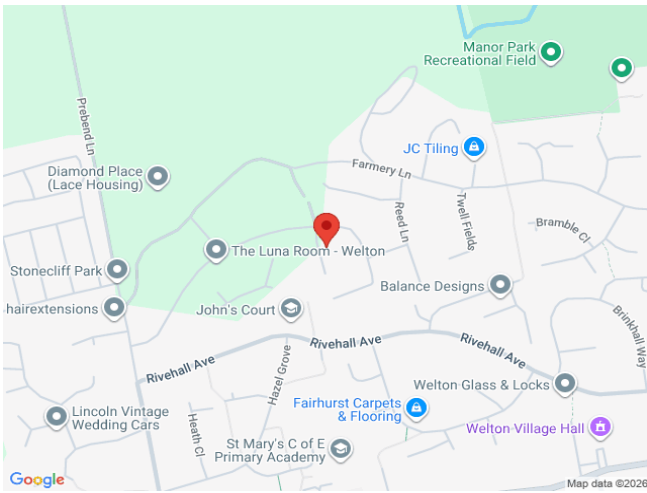 Manor Park
Recreational Field
Prebend Ln
JC Tiling
Diamond Place
(Lace Housing)
Farmery Ln
Twell Fields
Reed Ln
Bramble Cl
The Luna Room - Welton
Stonecliff Park
Balance Designs
hairextensions
John's Court
Brinkhall Way
Rivehall Ave
Rivehall Ave
Rivehall Ave
Hazel Grove
Welton Glass & Locks
Lincoln Vintage
Wedding Cars
Heath Cl
Fairhurst Carpets
& Flooring
Welton Village Hall
St Mary's C of E
Primary Academy
Google
Map data ©2026